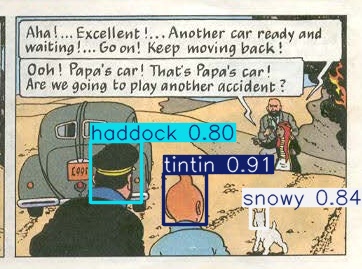 Aha!... Excellent!... Another car ready and
waiting!... Go on! Keep moving back!
Ooh! Papa's car! That's Papa's car!
Are we going to play another accident?
haddock 0.80
tintin 0.91
snowy 0.84